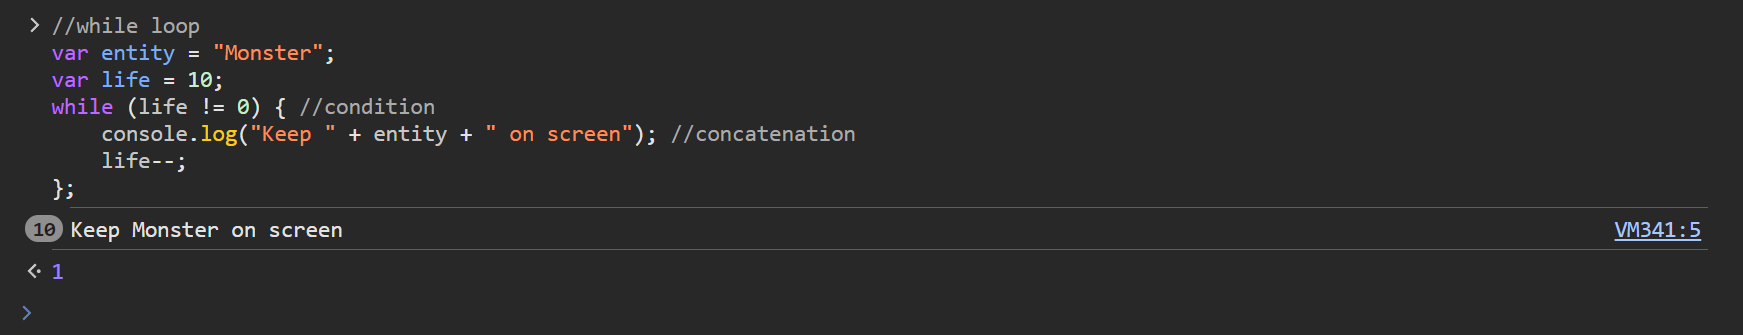 //while loop
var entity = "Monster";
var life = 10;
while (life != 0) { //condition
    console.log("Keep " + entity + " on screen"); //concatenation
    life--;
};
10 Keep Monster on screen VM341:5
1